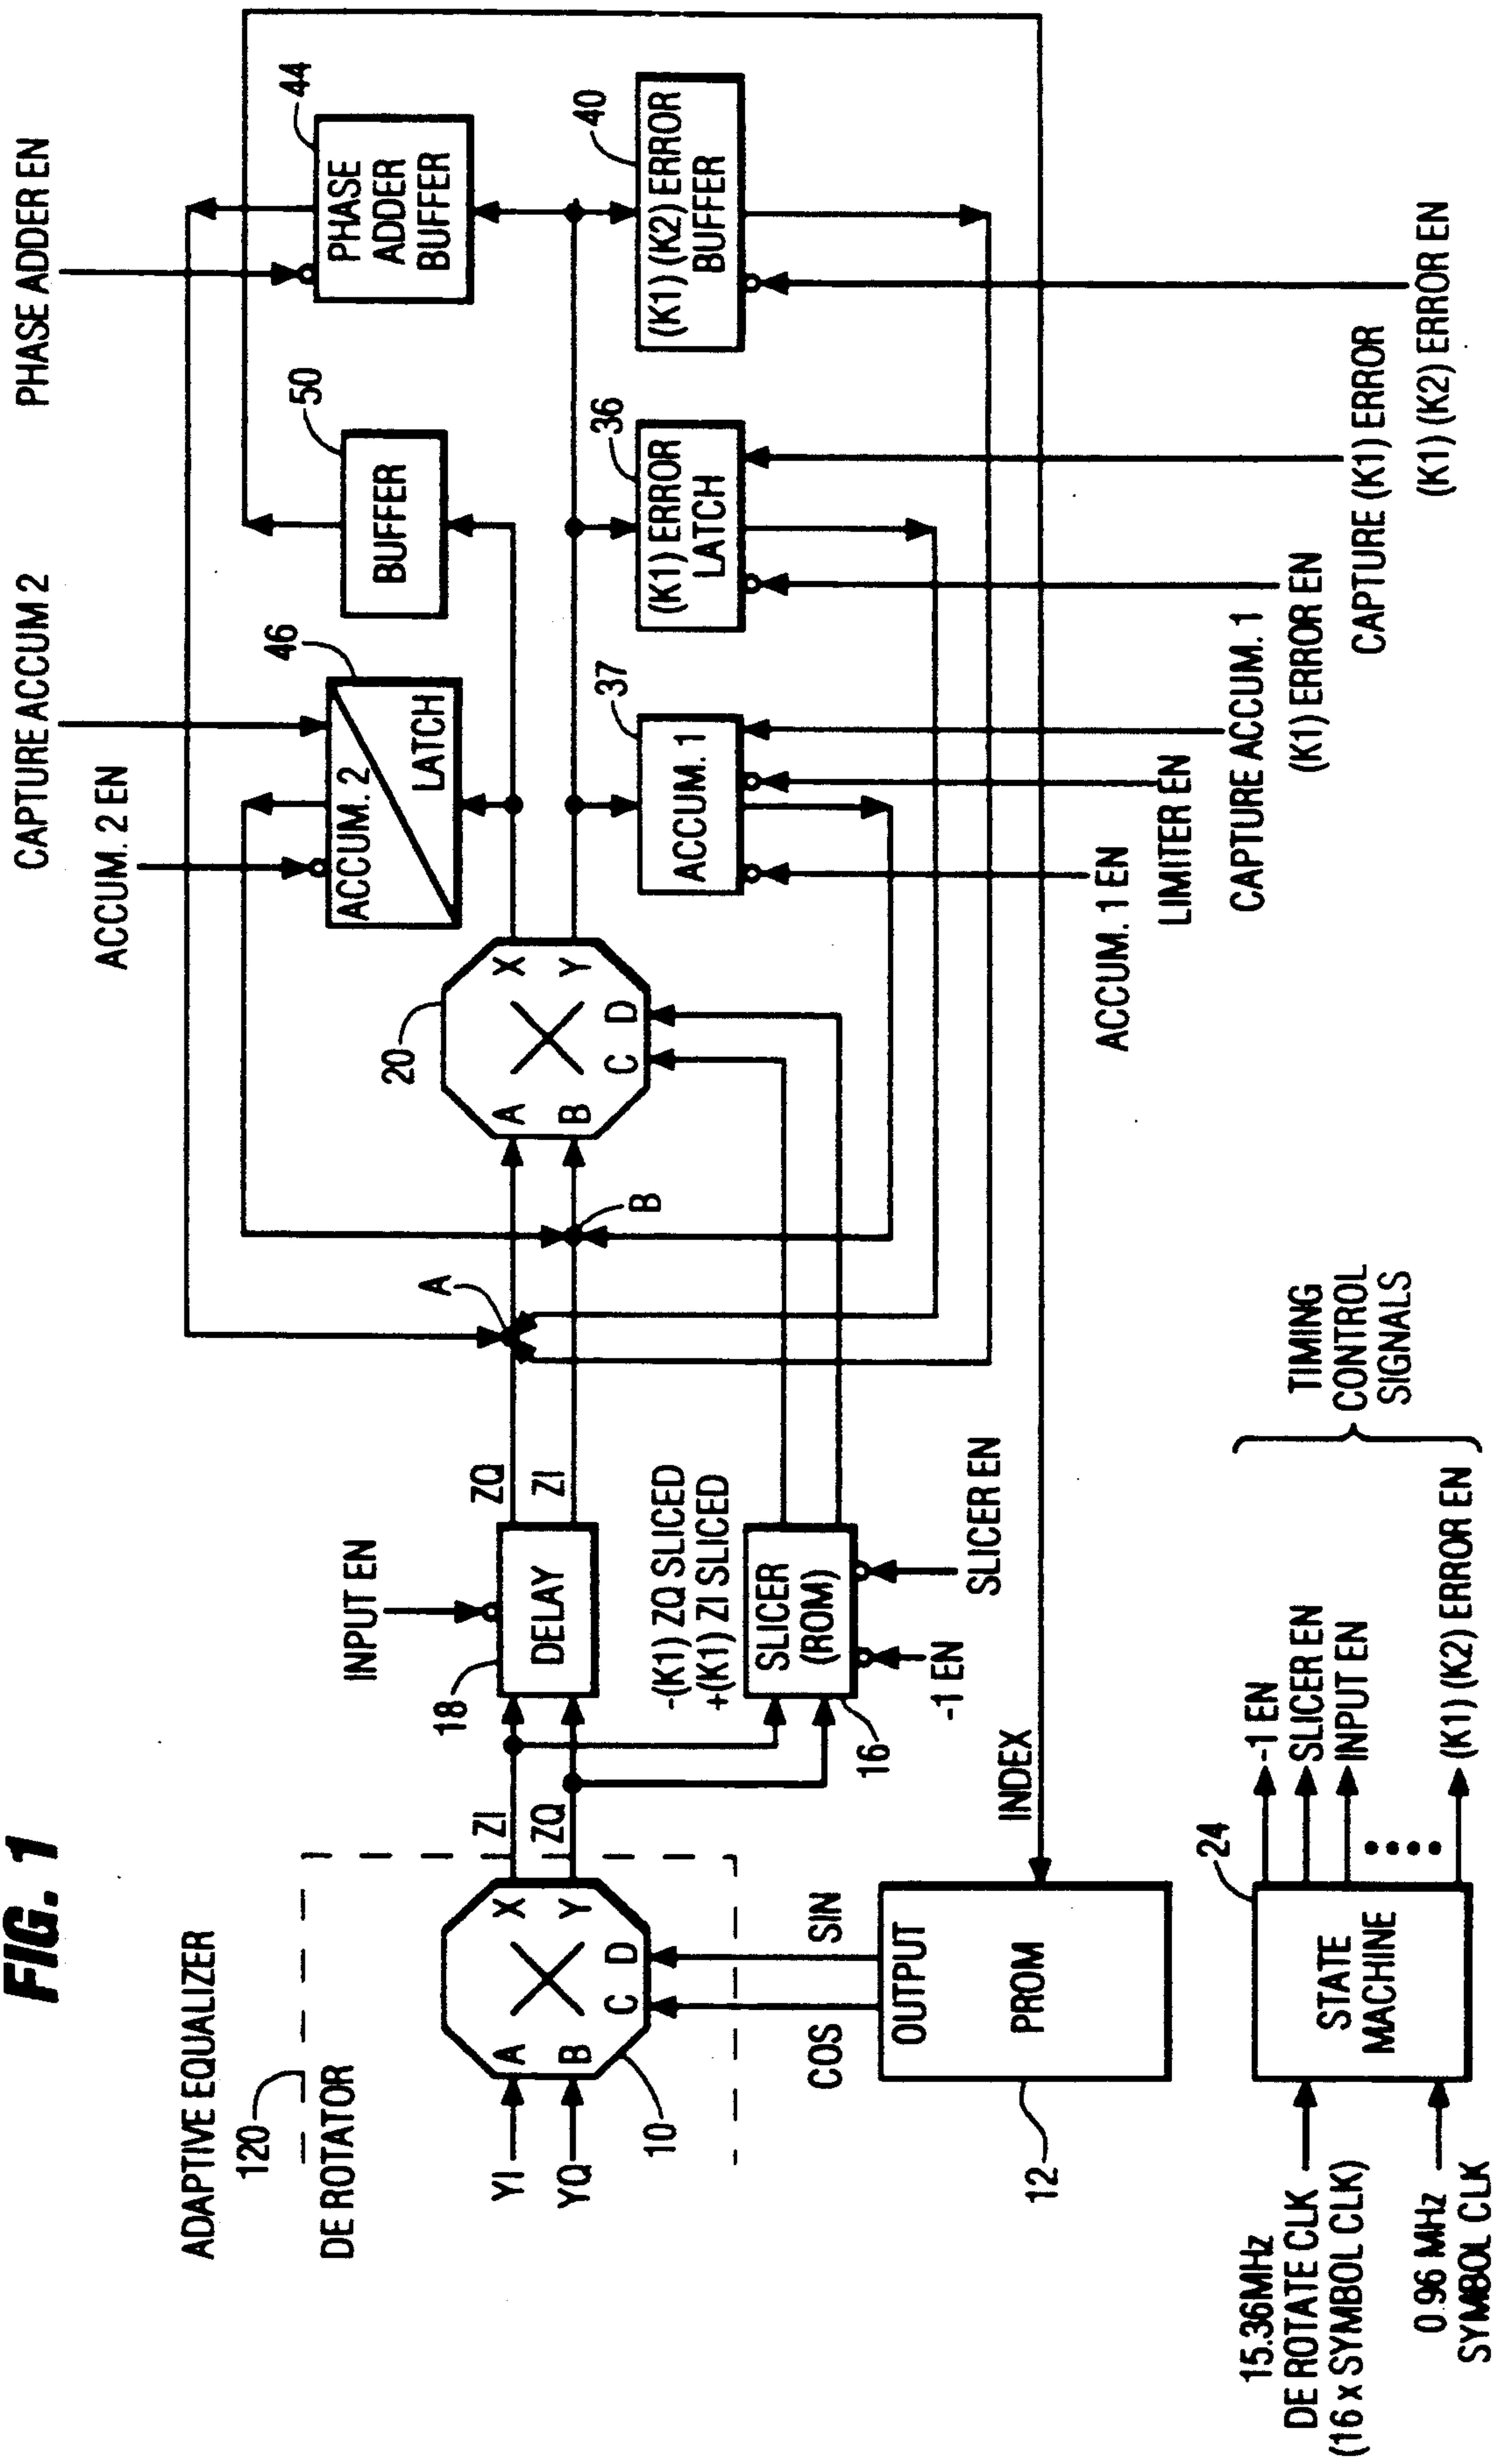 FIG. 1
ADAPTIVE EQUALIZER
120
DE ROTATOR
YI
YQ
A
B
C
D
X
Y
10
ZI
ZQ
COS
SIN
OUTPUT
PROM
12
INDEX
INPUT EN
18
DELAY
ZQ
ZI
-(K1) ZQ SLICED
+(K1) ZI SLICED
SLICER
(ROM)
16
-1 EN
SLICER EN
A
B
20
A
B
C
D
X
Y
ACCUM. 2 EN
CAPTURE ACCUM 2
ACCUM. 2
LATCH
46
BUFFER
50
PHASE ADDER EN
PHASE
ADDER
BUFFER
44
ACCUM. 1
37
(K1) ERROR
LATCH
36
(K1) (K2) ERROR
BUFFER
40
ACCUM. 1 EN
LIMITER EN
CAPTURE ACCUM. 1
(K1) ERROR EN
CAPTURE (K1) ERROR
(K1) (K2) ERROR EN
15.36MHz
DE ROTATE CLK
(16 x SYMBOL CLK)
0 96 MHz
SYMBOL CLK
STATE
MACHINE
24
-1 EN
SLICER EN
INPUT EN
(K1) (K2) ERROR EN
TIMING
CONTROL
SIGNALS